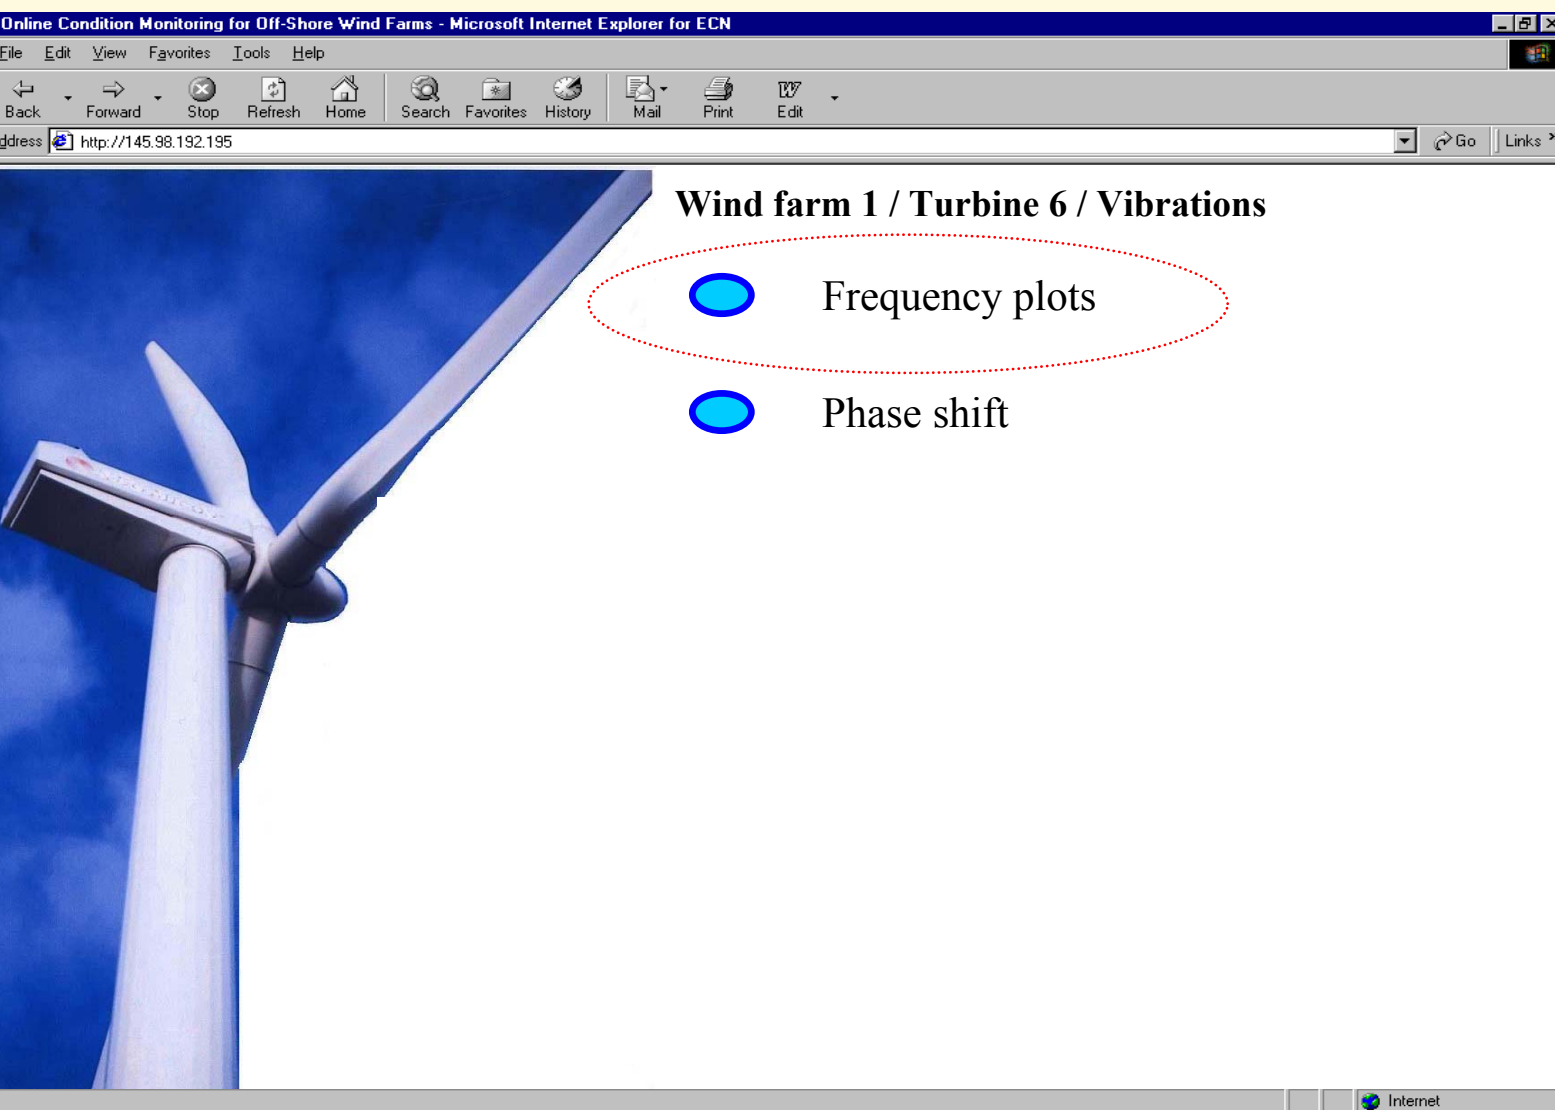 Online Condition Monitoring for Off-Shore Wind Farms - Microsoft Internet Explorer for ECN
File Edit View Favorites Tools Help
Back Forward Stop Refresh Home Search Favorites History Mail Print Edit
ddress http://145.98.192.195 Go Links
Wind farm 1 / Turbine 6 / Vibrations
Frequency plots
Phase shift
Internet